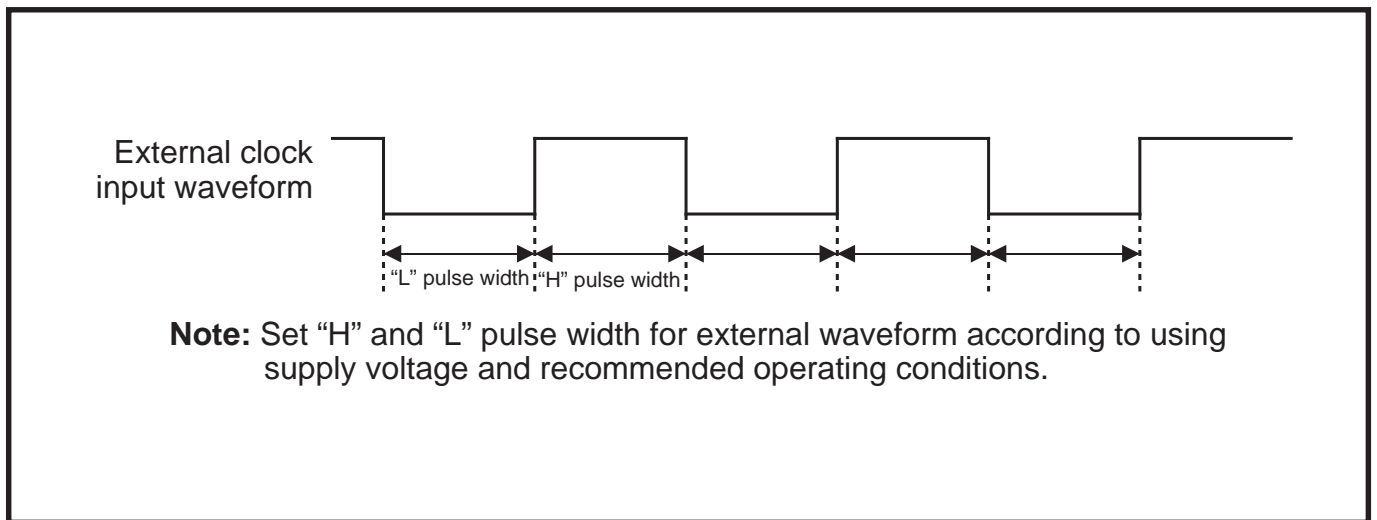 External clock
input waveform
“L” pulse width “H” pulse width
Note: Set “H” and “L” pulse width for external waveform according to using
supply voltage and recommended operating conditions.